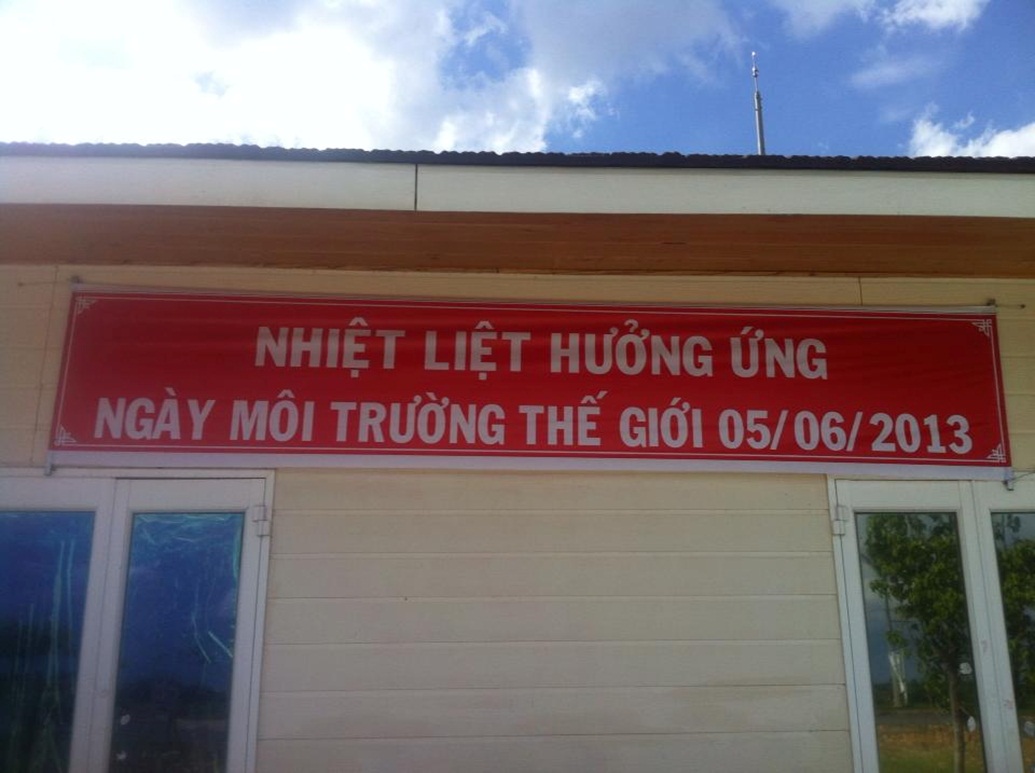 NHIỆT LIỆT HƯỞNG ỨNG
NGÀY MÔI TRƯỜNG THẾ GIỚI 05/06/2013